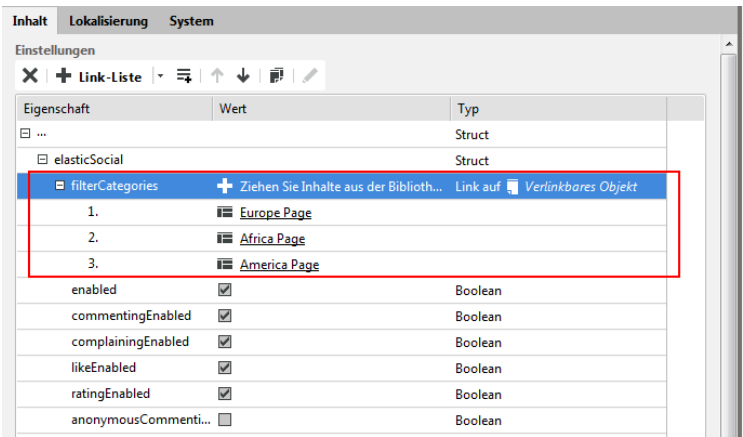 Inhalt Lokalisierung System
Einstellungen
Link-Liste
Eigenschaft Wert Typ
... Struct
elasticSocial Struct
filterCategories Ziehen Sie Inhalte aus der Biblioth... Link auf Verlinkbares Objekt
1. Europe Page
2. Africa Page
3. America Page
enabled Boolean
commentingEnabled Boolean
complainingEnabled Boolean
likeEnabled Boolean
ratingEnabled Boolean
anonymousCommenti... Boolean